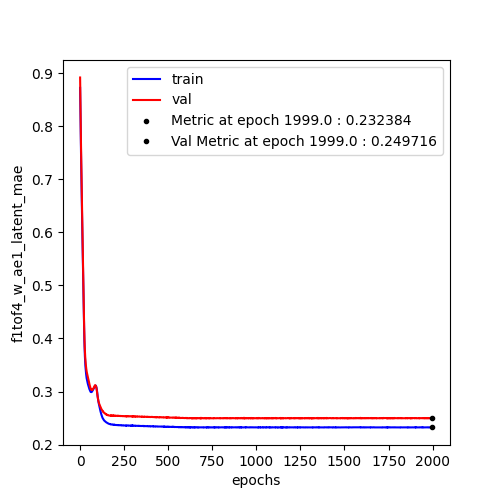 train
val
Metric at epoch 1999.0 : 0.232384
Val Metric at epoch 1999.0 : 0.249716
f1tof4_w_ae1_latent_mae
0.9
0.8
0.7
0.6
0.5
0.4
0.3
0.2
0 250 500 750 1000 1250 1500 1750 2000
epochs